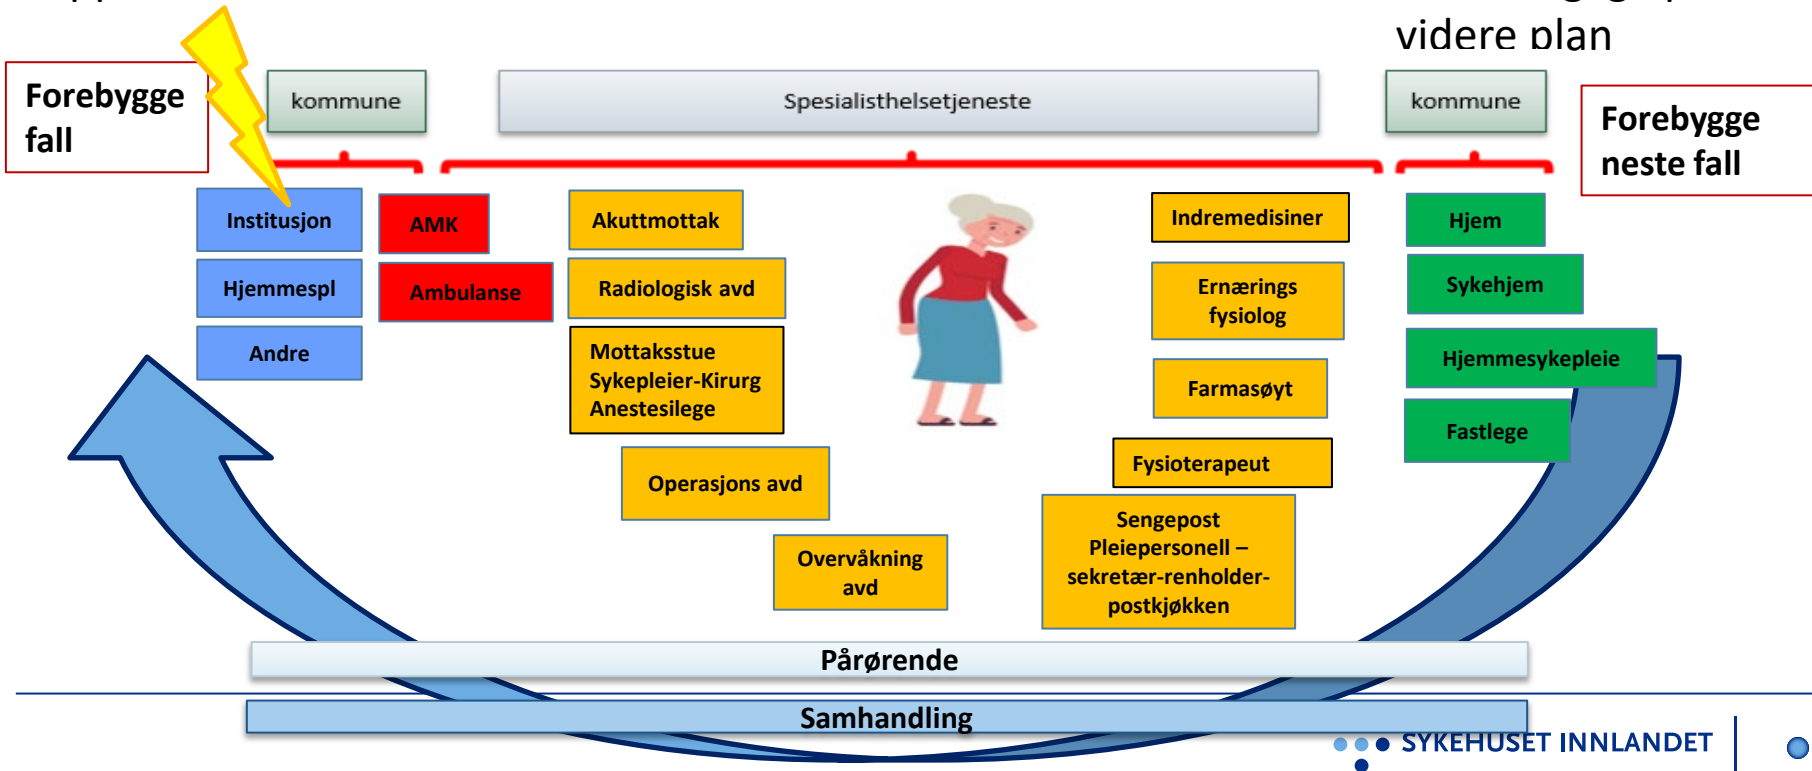 videre plan
Forebygge
fall
kommune
Spesialisthelsetjeneste
kommune
Forebygge
neste fall
Institusjon
AMK
Akuttmottak
Indremedisiner
Hjem
Hjemmespl
Ambulanse
Radiologisk avd
Ernærings
fysiolog
Sykehjem
Andre
Mottaksstue
Sykepleier-Kirurg
Anestesilege
Farmasøyt
Hjemmesykepleie
Fastlege
Operasjons avd
Fysioterapeut
Overvåkning
avd
Sengepost
Pleiepersonell –
sekretær-renholder-
postkjøkken
Pårørende
Samhandling
SYKEHUSET INNLANDET